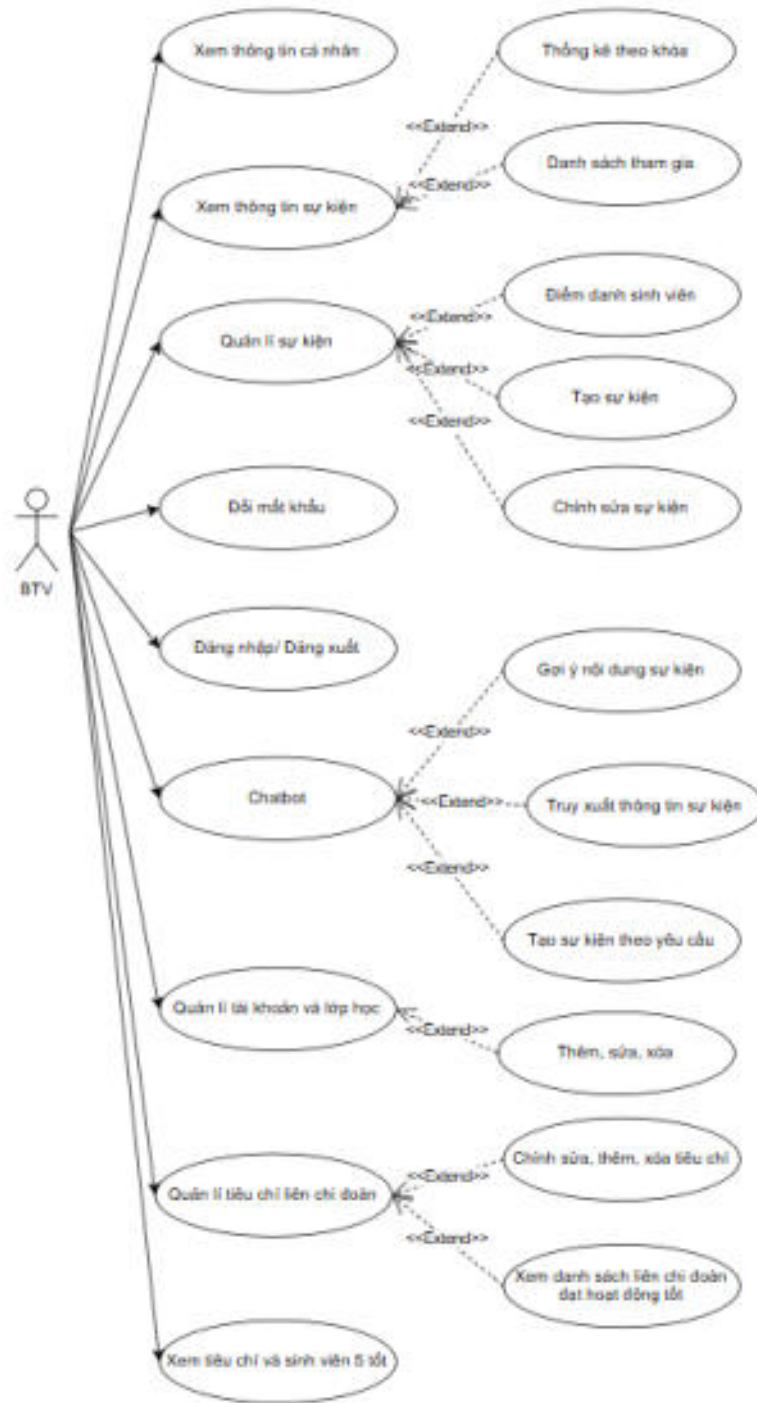 Xem thông tin cá nhân
Thống kê theo khóa
<<Extend>>
Danh sách tham gia
<<Extend>>
Xem thông tin sự kiện
Điểm danh sinh viên
<<Extend>>
Quản lí sự kiện
<<Extend>>
Tạo sự kiện
<<Extend>>
Chỉnh sửa sự kiện
Đổi mật khẩu
BTV
Đăng nhập/ Đăng xuất
Gợi ý nội dung sự kiện
<<Extend>>
Chatbot
<<Extend>>
Truy xuất thông tin sự kiện
<<Extend>>
Tạo sự kiện theo yêu cầu
Quản lí tài khoản và lớp học
<<Extend>>
Thêm, sửa, xóa
Chỉnh sửa, thêm, xóa tiêu chí
<<Extend>>
Quản lí tiêu chí liên chi đoàn
<<Extend>>
Xem danh sách liên chi đoàn
đạt hoạt động tốt
Xem tiêu chí và sinh viên 5 tốt